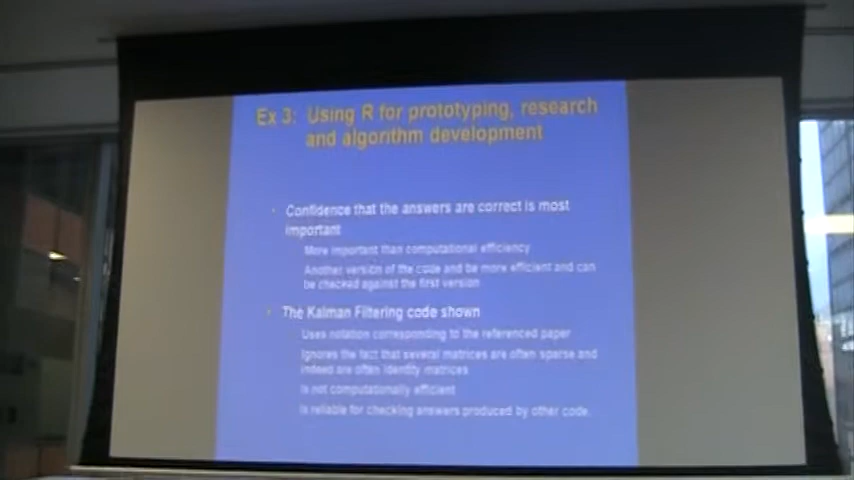 Ex 3: Using R for prototyping, research
and algorithm development
Confidence that the answers are correct is most
important
More important than computational efficiency
Another version of the code and be more efficient and can
be checked against the first version
The Kalman Filtering code shown
Uses notation corresponding to the referenced paper
Ignores the fact that several matrices are often sparse and
indeed are often identity matrices
Is not computationally efficient
Is reliable for checking answers produced by other code.